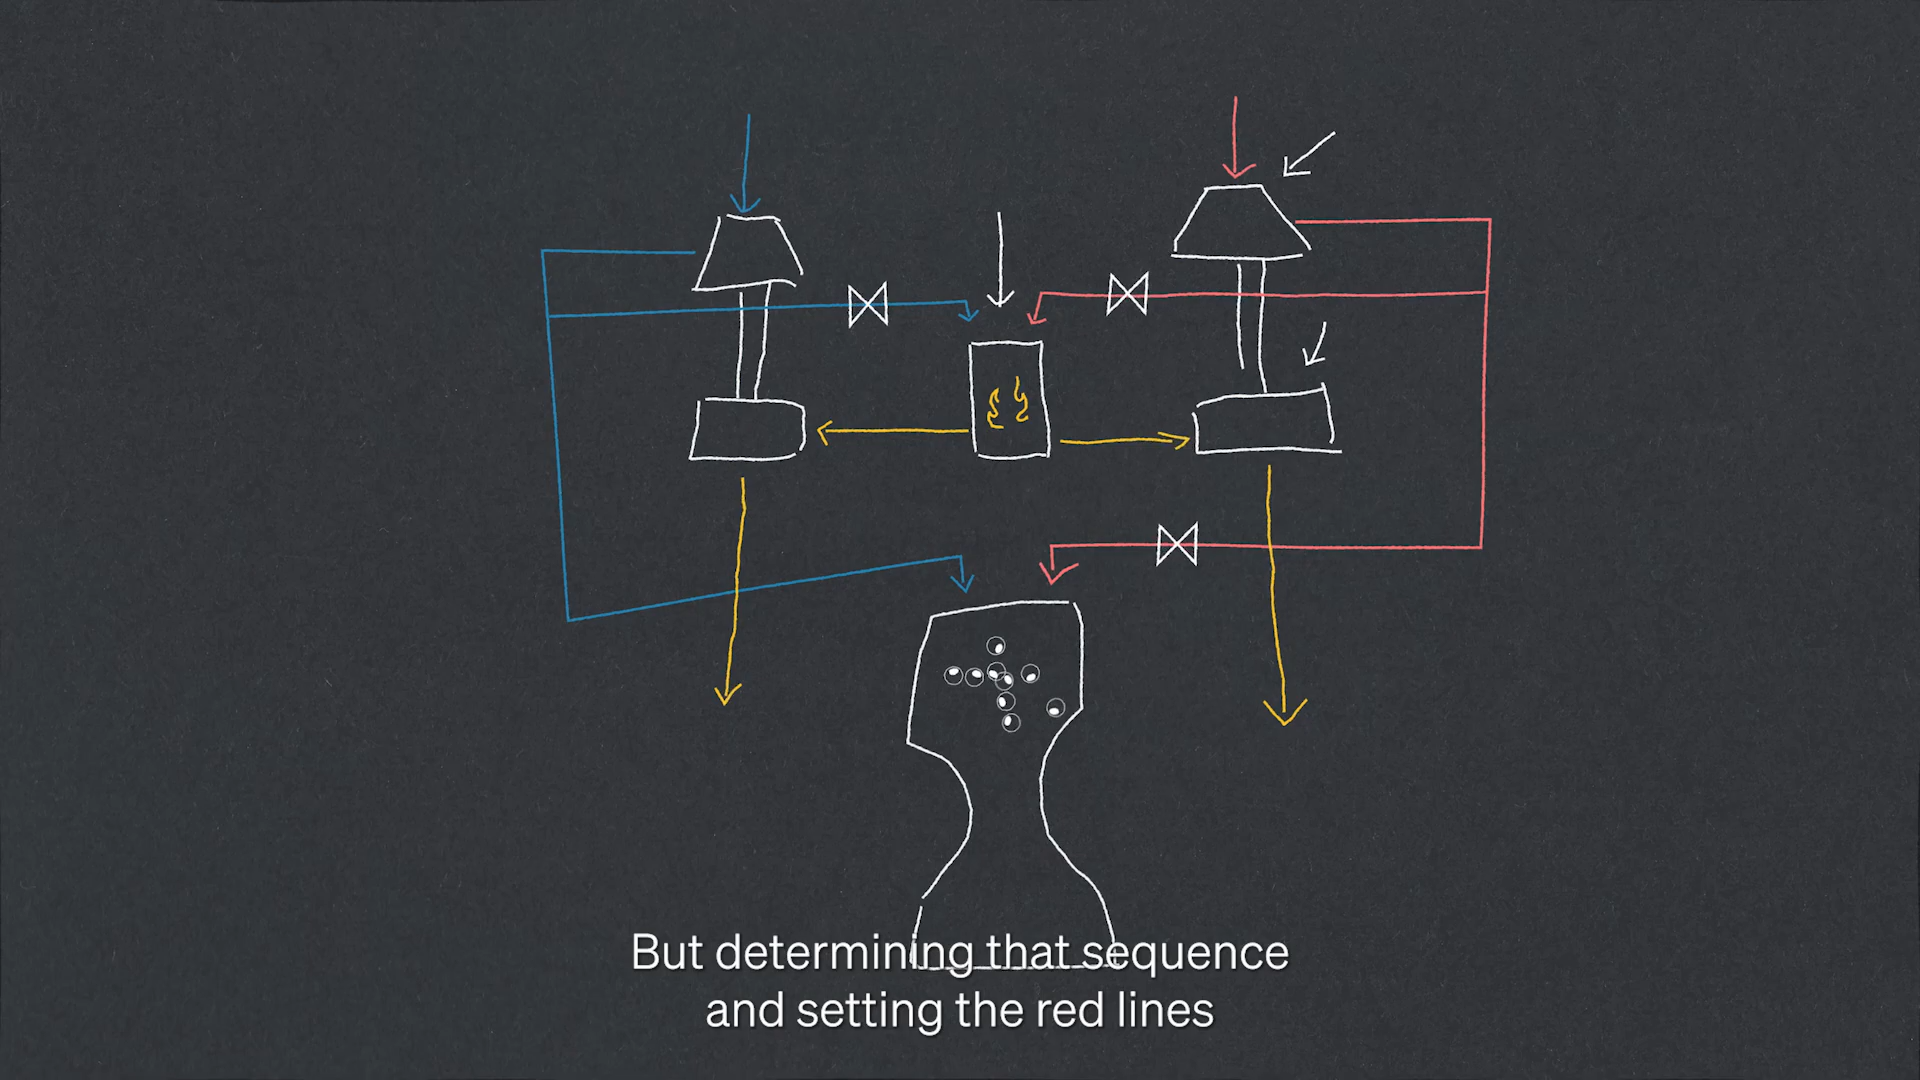 But determining that sequence
and setting the red lines